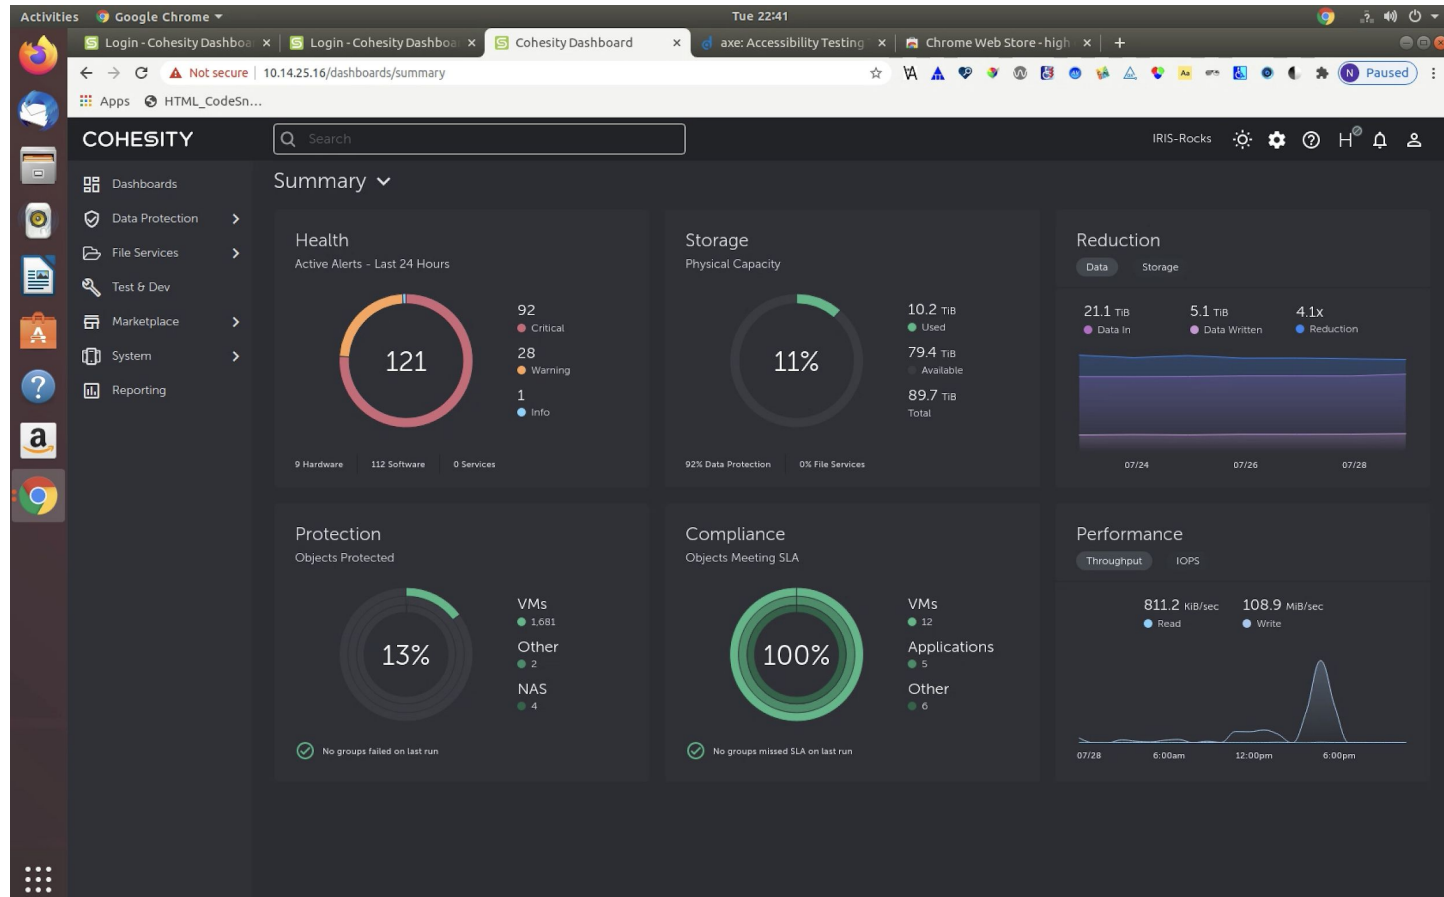 Activities Google Chrome Tue 22:41
Login - Cohesity Dashboa Login - Cohesity Dashboa Cohesity Dashboard axe: Accessibility Testing Chrome Web Store - high
Not secure 10.14.25.16/dashboards/summary Aa N Paused
Apps HTML_CodeSn...
COHESITY Search IRIS-Rocks H
Summary
Dashboards
Data Protection
File Services
Test & Dev
Marketplace
System
Reporting
Health
Active Alerts - Last 24 Hours
121
92
Critical
28
Warning
1
Info
9 Hardware 112 Software 0 Services
Storage
Physical Capacity
11%
10.2 TiB
Used
79.4 TiB
Available
89.7 TiB
Total
92% Data Protection 0% File Services
Reduction
Data Storage
21.1 TiB 5.1 TiB 4.1x
Data In Data Written Reduction
07/24 07/26 07/28
Protection
Objects Protected
13%
VMs
1,681
Other
2
NAS
4
No groups failed on last run
Compliance
Objects Meeting SLA
100%
VMs
12
Applications
5
Other
6
No groups missed SLA on last run
Performance
Throughput IOPS
811.2 KiB/sec 108.9 MiB/sec
Read Write
07/28 6:00am 12:00pm 6:00pm